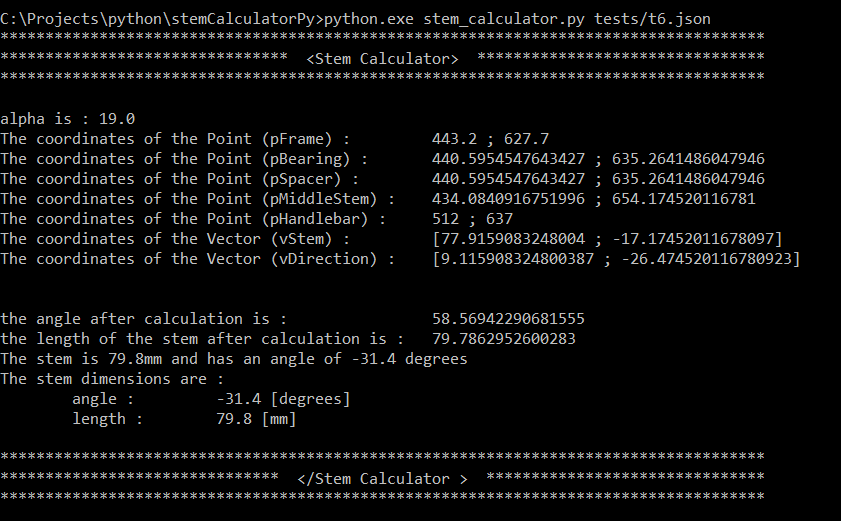 C:\Projects\python\stemCalculatorPy>python.exe stem_calculator.py tests/t6.json
*************************************************************************************
******************************** <Stem Calculator> ********************************
*************************************************************************************
alpha is : 19.0
The coordinates of the Point (pFrame) : 443.2 ; 627.7
The coordinates of the Point (pBearing) : 440.5954547643427 ; 635.2641486047946
The coordinates of the Point (pSpacer) : 440.5954547643427 ; 635.2641486047946
The coordinates of the Point (pMiddleStem) : 434.0840916751996 ; 654.174520116781
The coordinates of the Point (pHandlebar) : 512 ; 637
The coordinates of the Vector (vStem) : [77.9159083248004 ; -17.17452011678097]
The coordinates of the Vector (vDirection) : [9.115908324800387 ; -26.474520116780923]
the angle after calculation is : 58.56942290681555
the length of the stem after calculation is : 79.7862952600283
The stem is 79.8mm and has an angle of -31.4 degrees
The stem dimensions are :
angle : -31.4 [degrees]
length : 79.8 [mm]
*************************************************************************************
******************************* </Stem Calculator > *******************************
*************************************************************************************